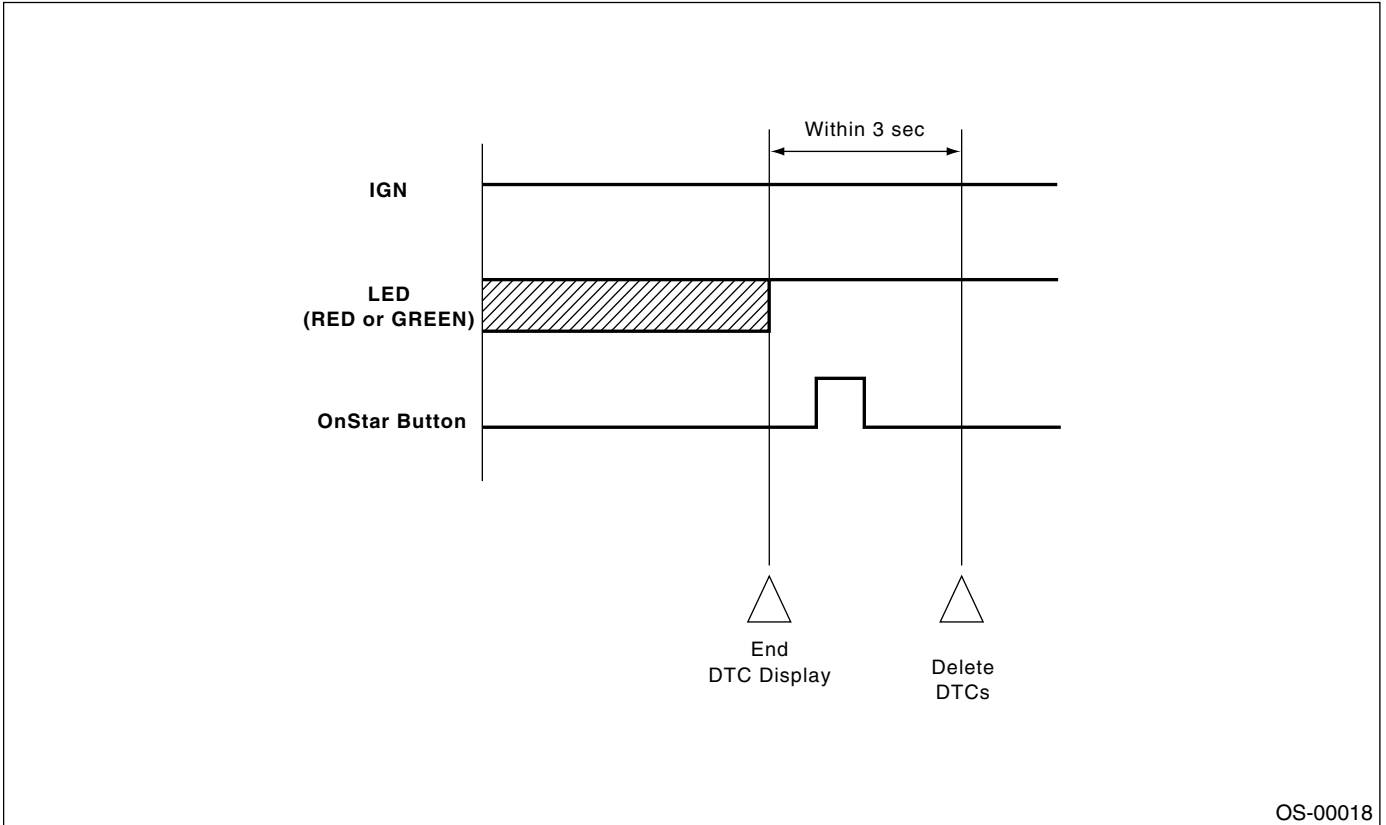 Within 3 sec
IGN
LED
(RED or GREEN)
OnStar Button
End
DTC Display
Delete
DTCs
OS-00018